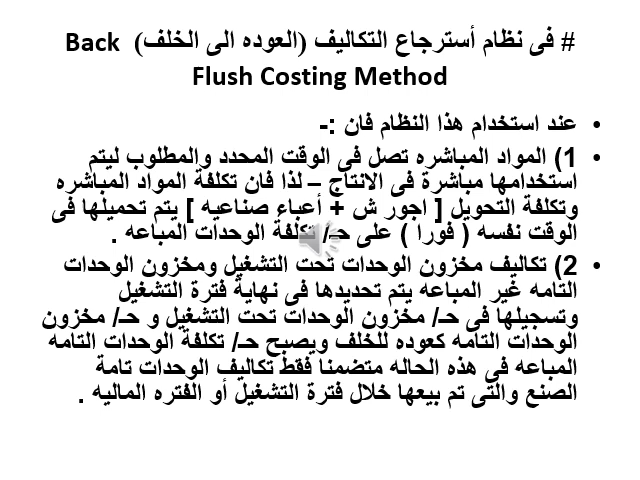 # فى نظام أسترجاع التكاليف (العوده الى الخلف) Back
Flush Costing Method
• عند استخدام هذا النظام فان :-
• 1) المواد المباشره تصل فى الوقت المحدد والمطلوب ليتم
استخدامها مباشرة فى الانتاج – لذا فان تكلفة المواد المباشره
وتكلفة التحويل [ اجور ش + أعباء صناعيه ] يتم تحميلها فى
الوقت نفسه ( فورا ) على حـ/ تكلفة الوحدات المباعه .
• 2) تكاليف مخزون الوحدات تحت التشغيل ومخزون الوحدات
التامه غير المباعه يتم تحديدها فى نهاية فترة التشغيل
وتسجيلها فى حـ/ مخزون الوحدات تحت التشغيل و حـ/ مخزون
الوحدات التامه كعوده للخلف ويصبح حـ/ تكلفة الوحدات التامه
المباعه فى هذه الحاله متضمنا فقط تكاليف الوحدات تامة
الصنع والتى تم بيعها خلال فترة التشغيل أو الفتره الماليه .